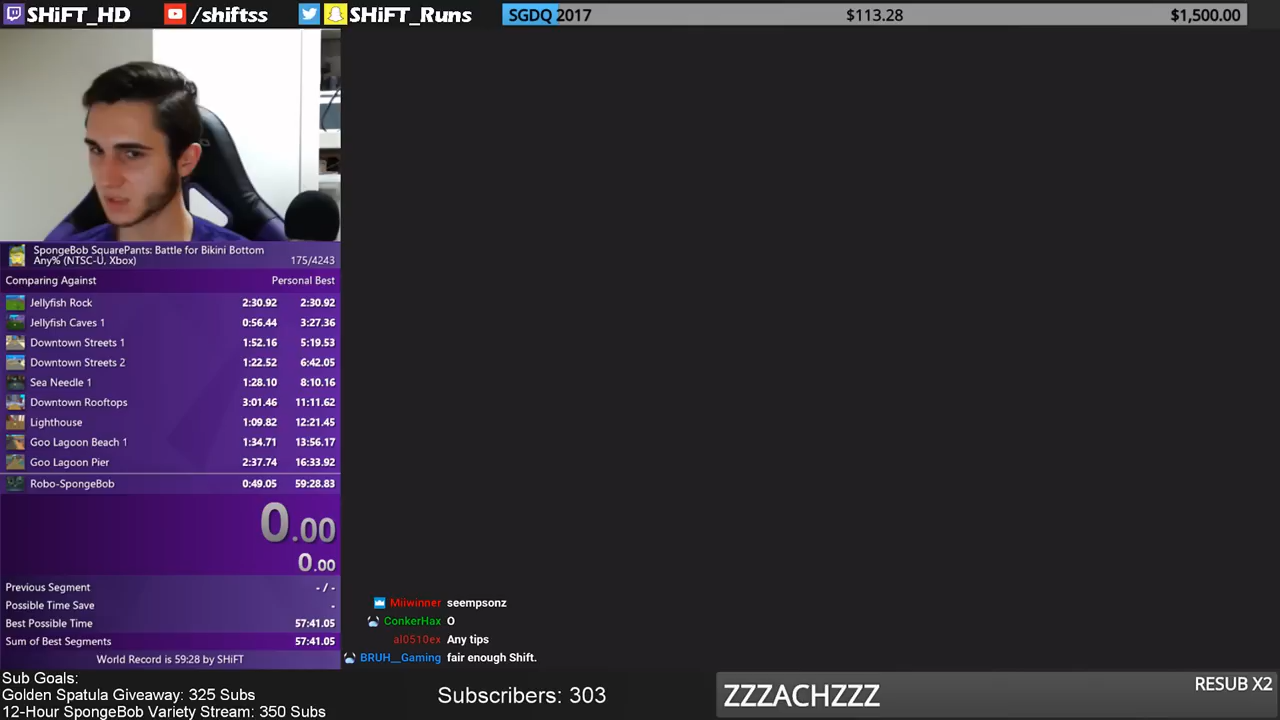 SHiFT_HD /shiftss SHiFT_Runs SGDQ 2017 $113.28 $1,500.00
SpongeBob SquarePants: Battle for Bikini Bottom
Any% (NTSC-U, Xbox) 175/4243
Comparing Against Personal Best
Jellyfish Rock 2:30.92 2:30.92
Jellyfish Caves 1 0:56.44 3:27.36
Downtown Streets 1 1:52.16 5:19.53
Downtown Streets 2 1:22.52 6:42.05
Sea Needle 1 1:28.10 8:10.16
Downtown Rooftops 3:01.46 11:11.62
Lighthouse 1:09.82 12:21.45
Goo Lagoon Beach 1 1:34.71 13:56.17
Goo Lagoon Pier 2:37.74 16:33.92
Robo-SpongeBob 0:49.05 59:28.83
0.00
0.00
Previous Segment - / -
Possible Time Save -
Best Possible Time 57:41.05
Sum of Best Segments 57:41.05
World Record is 59:28 by SHiFT
Miiwinner seempsonz
ConkerHax O
al0510ex Any tips
BRUH__Gaming fair enough Shift.
Sub Goals:
Golden Spatula Giveaway: 325 Subs
12-Hour SpongeBob Variety Stream: 350 Subs
Subscribers: 303
ZZZACHZZZ RESUB X2